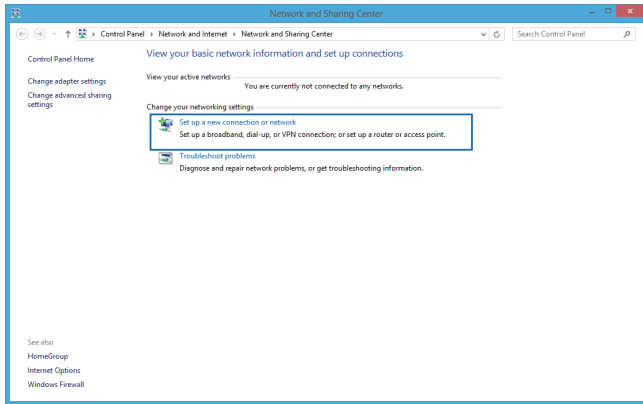 Network and Sharing Center
Control Panel ▸ Network and Internet ▸ Network and Sharing Center
Search Control Panel
Control Panel Home
Change adapter settings
Change advanced sharing
settings
View your basic network information and set up connections
View your active networks
You are currently not connected to any networks.
Change your networking settings
Set up a new connection or network
Set up a broadband, dial-up, or VPN connection; or set up a router or access point.
Troubleshoot problems
Diagnose and repair network problems, or get troubleshooting information.
See also
HomeGroup
Internet Options
Windows Firewall